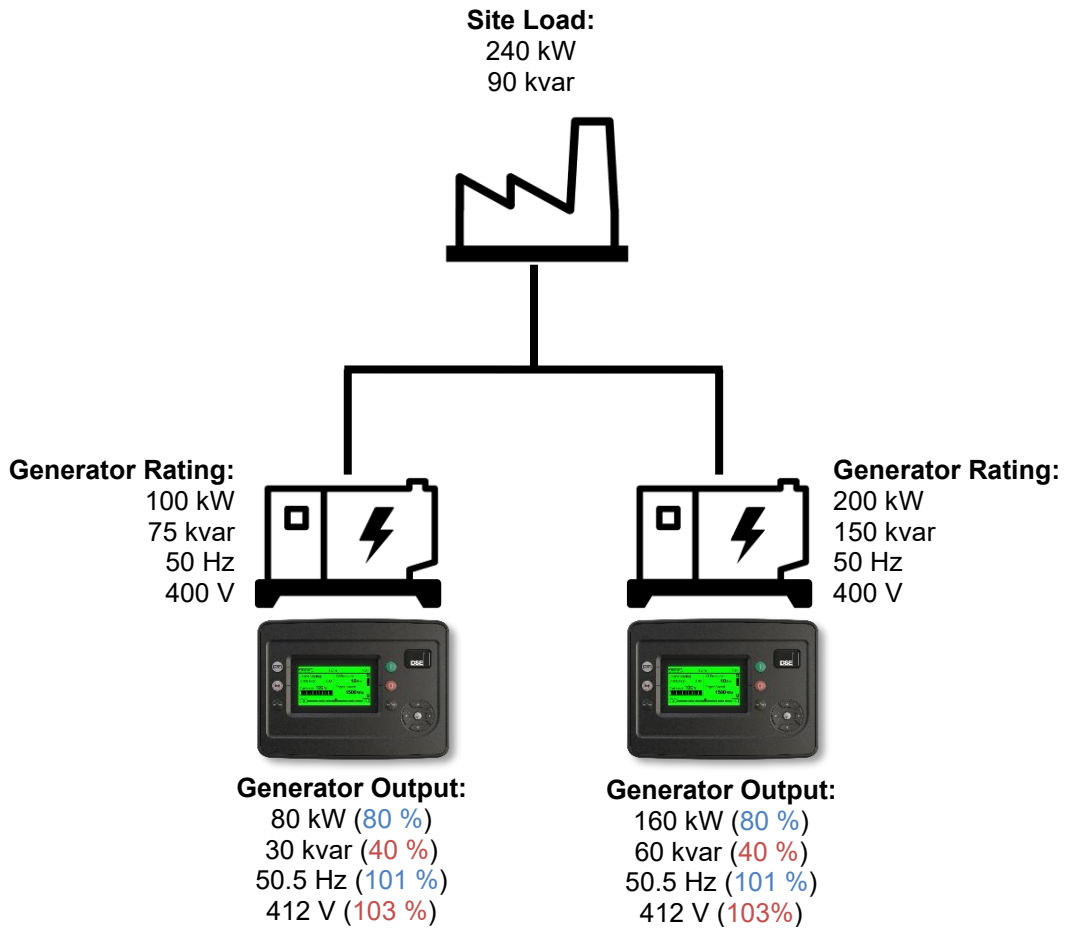 Site Load:
240 kW
90 kvar
Generator Rating:
100 kW
75 kvar
50 Hz
400 V
Generator Rating:
200 kW
150 kvar
50 Hz
400 V
DSE
DSE
Generator Output:
80 kW (80 %)
30 kvar (40 %)
50.5 Hz (101 %)
412 V (103 %)
Generator Output:
160 kW (80 %)
60 kvar (40 %)
50.5 Hz (101 %)
412 V (103%)